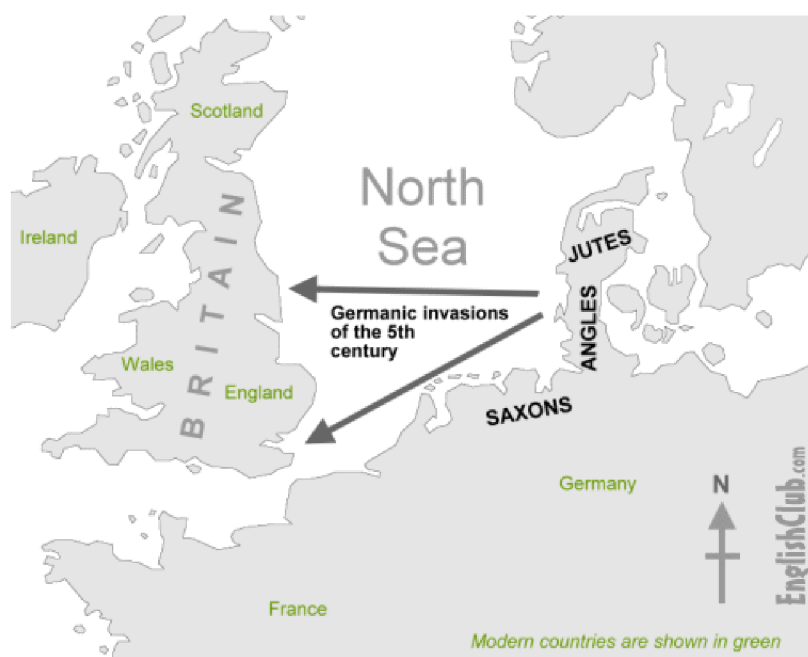 Scotland
North
Sea
Ireland
BRITAIN
JUTES
Germanic invasions
of the 5th
century
ANGLES
Wales
England
SAXONS
Germany
N
EnglishClub.com
France
Modern countries are shown in green